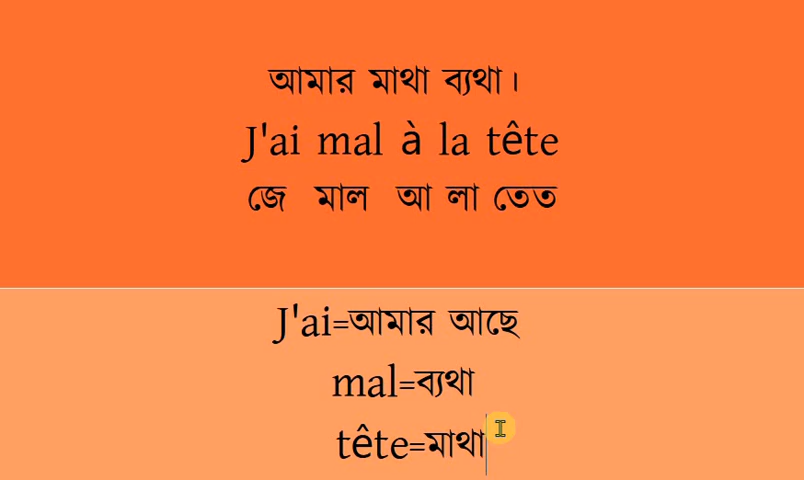 আমার মাথা ব্যথা।
J'ai mal à la tête
জে মাল আ লা তেত
J'ai=আমার আছে
mal=ব্যথা
tête=মাথা